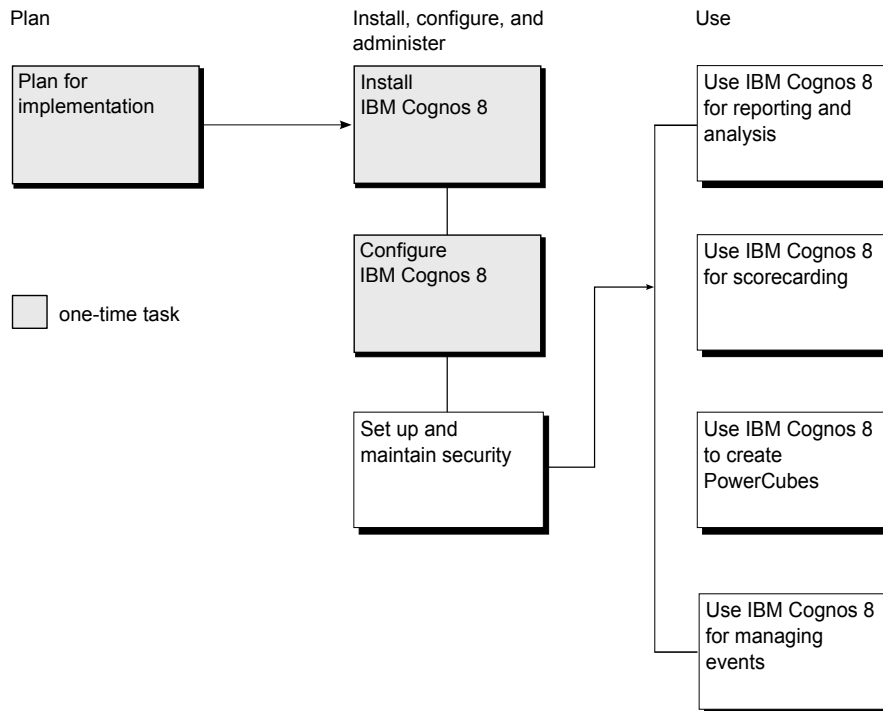 Plan
Install, configure, and
administer
Use
Plan for
implementation
Install
IBM Cognos 8
Use IBM Cognos 8
for reporting and
analysis
Configure
IBM Cognos 8
Use IBM Cognos 8
for scorecarding
one-time task
Set up and
maintain security
Use IBM Cognos 8
to create
PowerCubes
Use IBM Cognos 8
for managing
events